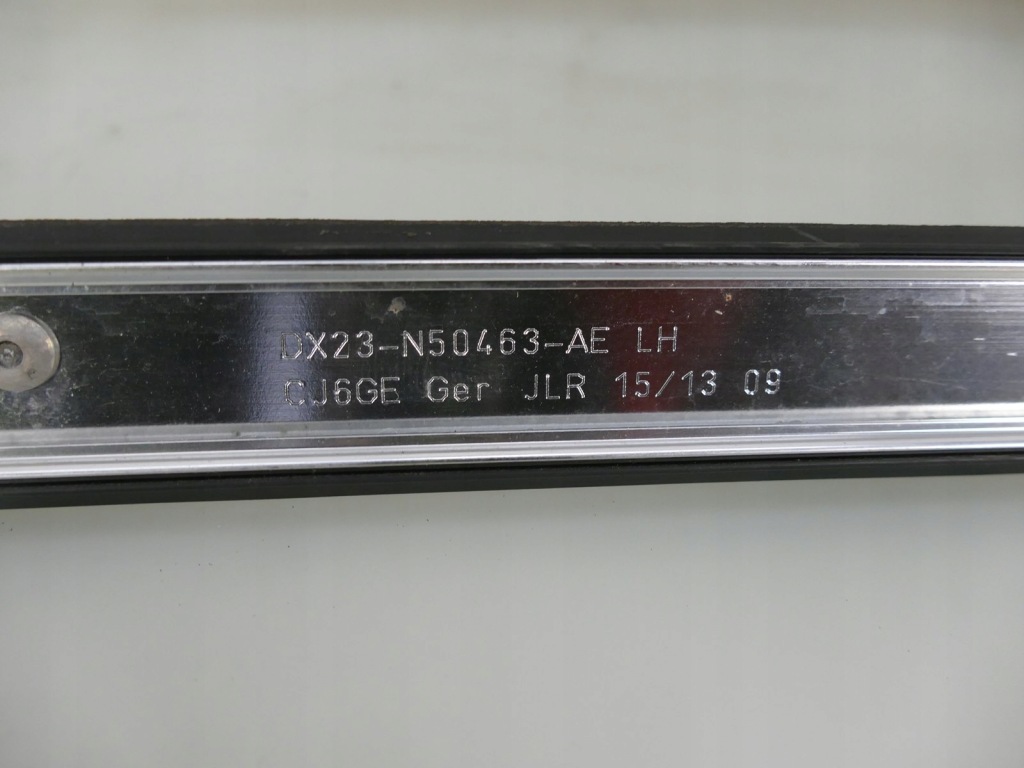 DX23-N50463-AE LH
CJ6GE Ger JLR 15/13 09